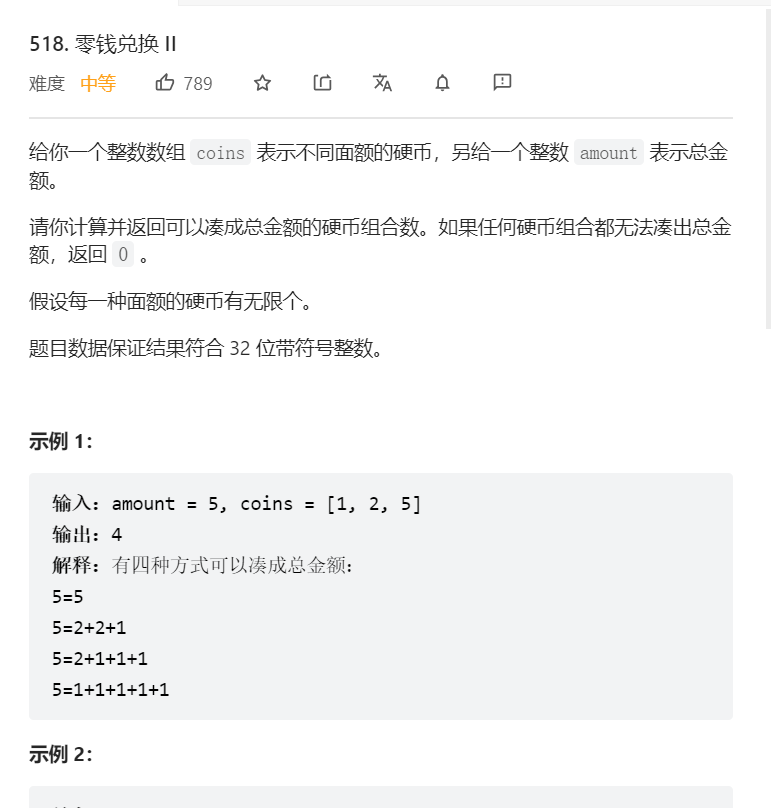 518. 零钱兑换 II
难度 中等 789
给你一个整数数组 coins 表示不同面额的硬币，另给一个整数 amount 表示总金
额。
请你计算并返回可以凑成总金额的硬币组合数。如果任何硬币组合都无法凑出总金
额，返回 0 。
假设每一种面额的硬币有无限个。
题目数据保证结果符合 32 位带符号整数。
示例 1：
输入：amount = 5, coins = [1, 2, 5]
输出：4
解释：有四种方式可以凑成总金额：
5=5
5=2+2+1
5=2+1+1+1
5=1+1+1+1+1
示例 2：